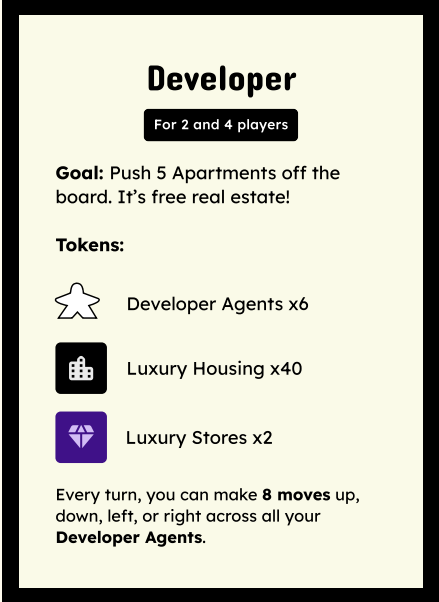 Developer
For 2 and 4 players
Goal: Push 5 Apartments off the
board. It’s free real estate!
Tokens:
Developer Agents x6
Luxury Housing x40
Luxury Stores x2
Every turn, you can make 8 moves up,
down, left, or right across all your
Developer Agents.